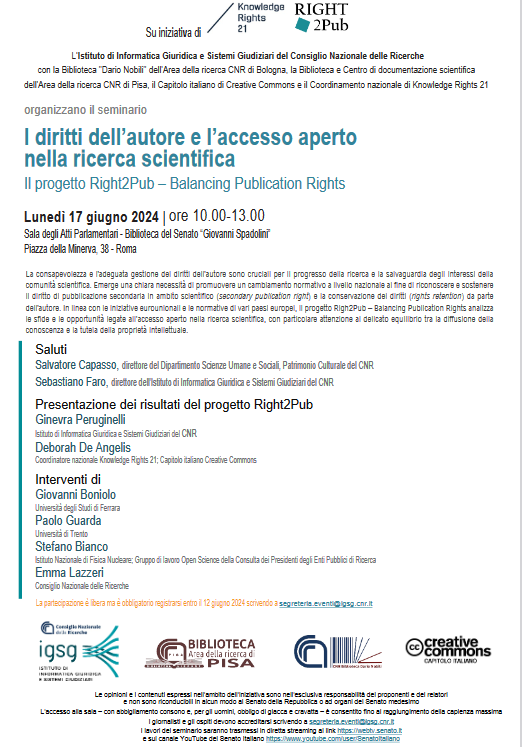 Su iniziativa di
Knowledge
Rights
21
RIGHT
2Pub
L'Istituto di Informatica Giuridica e Sistemi Giudiziari del Consiglio Nazionale delle Ricerche
con la Biblioteca "Dario Nobili" dell'Area della ricerca CNR di Bologna, la Biblioteca e Centro di documentazione scientifica
dell'Area della ricerca CNR di Pisa, il Capitolo italiano di Creative Commons e il Coordinamento nazionale di Knowledge Rights 21
organizzano il seminario
I diritti dell'autore e l'accesso aperto
nella ricerca scientifica
Il progetto Right2Pub – Balancing Publication Rights
Lunedì 17 giugno 2024 | ore 10.00-13.00
Sala degli Atti Parlamentari - Biblioteca del Senato "Giovanni Spadolini"
Piazza della Minerva, 38 - Roma
La consapevolezza e l'adeguata gestione dei diritti dell'autore sono cruciali per il progresso della ricerca e la salvaguardia degli interessi della
comunità scientifica. Emerge una chiara necessità di promuovere un cambiamento normativo a livello nazionale al fine di riconoscere e sostenere
il diritto di pubblicazione secondaria in ambito scientifico (secondary publication right) e la conservazione dei diritti (rights retention) da parte
dell'autore. In linea con le iniziative eurounionali e le normative di vari paesi europei, il progetto Righ2Pub – Balancing Publication Rights analizza
le sfide e le opportunità legate all'accesso aperto nella ricerca scientifica, con particolare attenzione al delicato equilibrio tra la diffusione della
conoscenza e la tutela della proprietà intellettuale.
Saluti
Salvatore Capasso, direttore del Dipartimento Scienze Umane e Sociali, Patrimonio Culturale del CNR
Sebastiano Faro, direttore dell'Istituto di Informatica Giuridica e Sistemi Giudiziari del CNR
Presentazione dei risultati del progetto Right2Pub
Ginevra Peruginelli
Istituto di Informatica Giuridica e Sistemi Giudiziari del CNR
Deborah De Angelis
Coordinatore nazionale Knowledge Rights 21; Capitolo italiano Creative Commons
Interventi di
Giovanni Boniolo
Università degli Studi di Ferrara
Paolo Guarda
Università di Trento
Stefano Bianco
Istituto Nazionale di Fisica Nucleare; Gruppo di lavoro Open Science della Consulta dei Presidenti degli Enti Pubblici di Ricerca
Emma Lazzeri
Consiglio Nazionale delle Ricerche
La partecipazione è libera ma è obbligatorio registrarsi entro il 12 giugno 2024 scrivendo a segreteria.eventi@igsg.cnr.it
Consiglio Nazionale
delle Ricerche
igsg
ISTITUTO DI
INFORMATICA GIURIDICA
E SISTEMI GIUDIZIARI
BIBLIOTECA
Area della ricerca di
PISA
CNR Biblioteca Dario Nobili
cc creative
commons
CAPITOLO ITALIANO
Le opinioni e i contenuti espressi nell'ambito dell'iniziativa sono nell'esclusiva responsabilità dei proponenti e dei relatori
e non sono riconducibili in alcun modo al Senato della Repubblica o ad organi del Senato medesimo
L'accesso alla sala – con abbigliamento consono e, per gli uomini, obbligo di giacca e cravatta – è consentito fino al raggiungimento della capienza massima
I giornalisti e gli ospiti devono accreditarsi scrivendo a segreteria.eventi@igsg.cnr.it
I lavori del seminario saranno trasmessi in diretta streaming al link https://webtv.senato.it
e sul canale YouTube del Senato Italiano https://www.youtube.com/user/SenatoItaliano